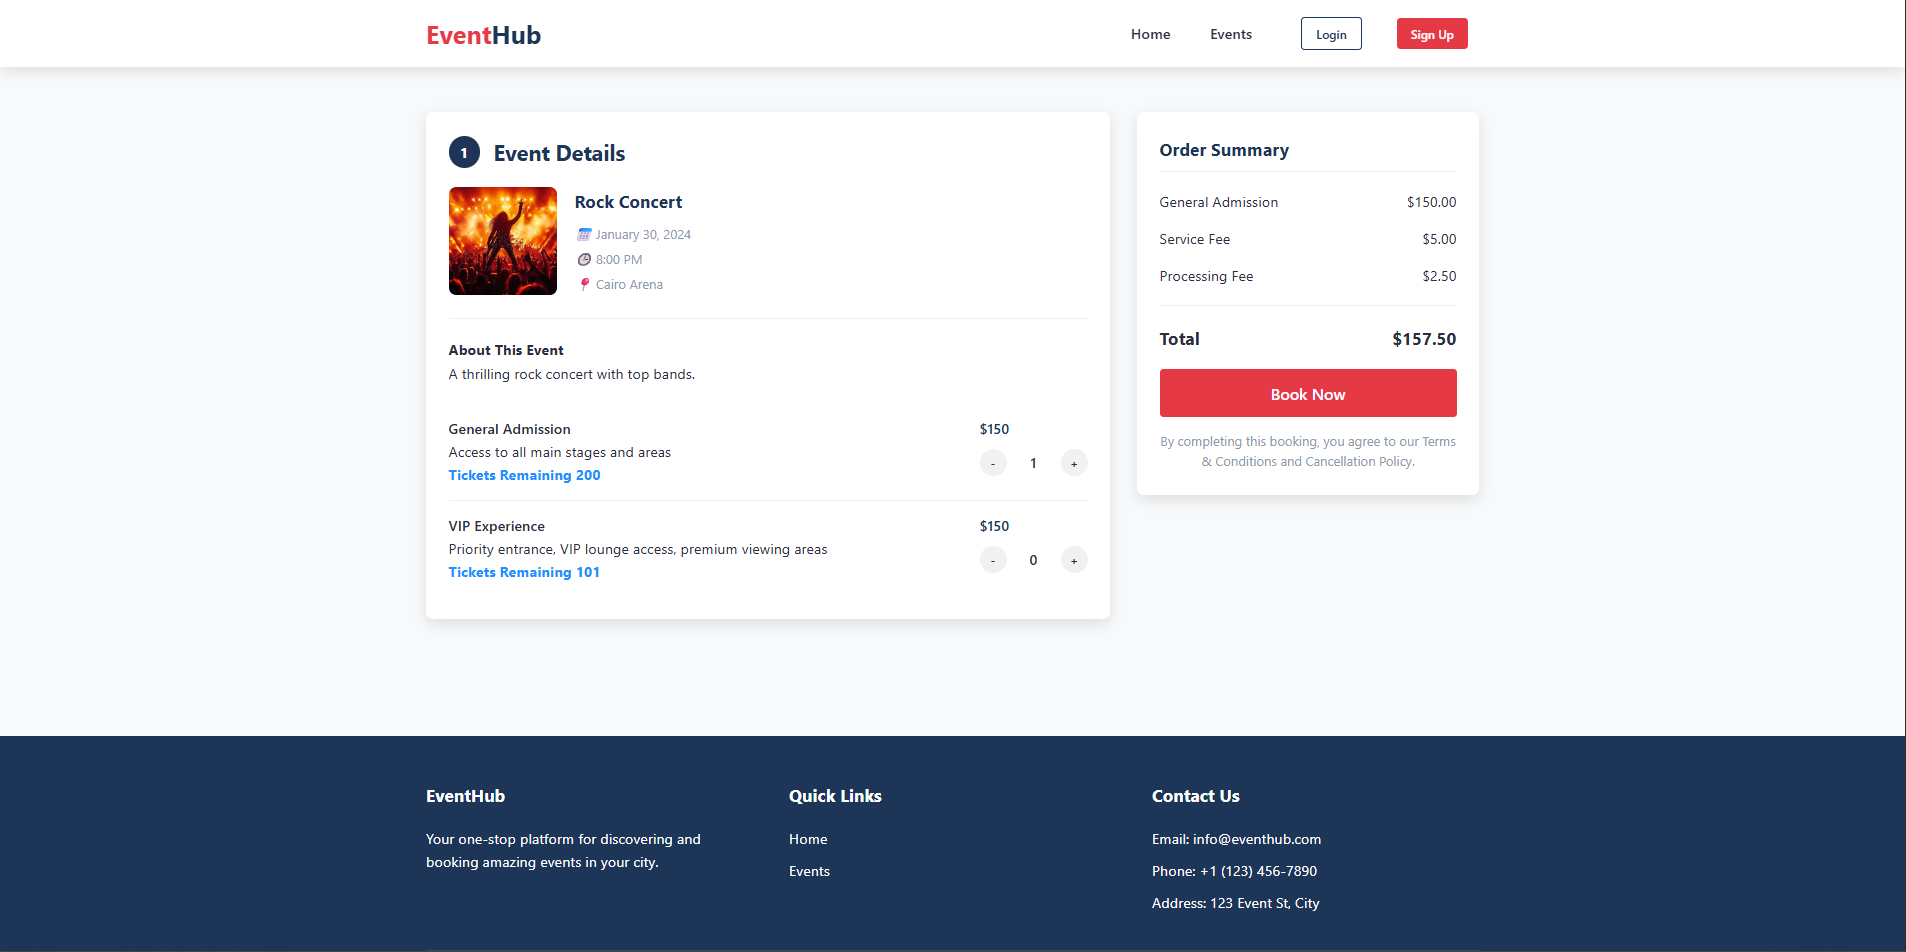 EventHub
Home
Events
Login
Sign Up
1
Event Details
Rock Concert
January 30, 2024
8:00 PM
Cairo Arena
About This Event
A thrilling rock concert with top bands.
General Admission
$150
Access to all main stages and areas
- 1 +
Tickets Remaining 200
VIP Experience
$150
Priority entrance, VIP lounge access, premium viewing areas
- 0 +
Tickets Remaining 101
Order Summary
General Admission $150.00
Service Fee $5.00
Processing Fee $2.50
Total $157.50
Book Now
By completing this booking, you agree to our Terms
& Conditions and Cancellation Policy.
EventHub
Your one-stop platform for discovering and
booking amazing events in your city.
Quick Links
Home
Events
Contact Us
Email: info@eventhub.com
Phone: +1 (123) 456-7890
Address: 123 Event St, City